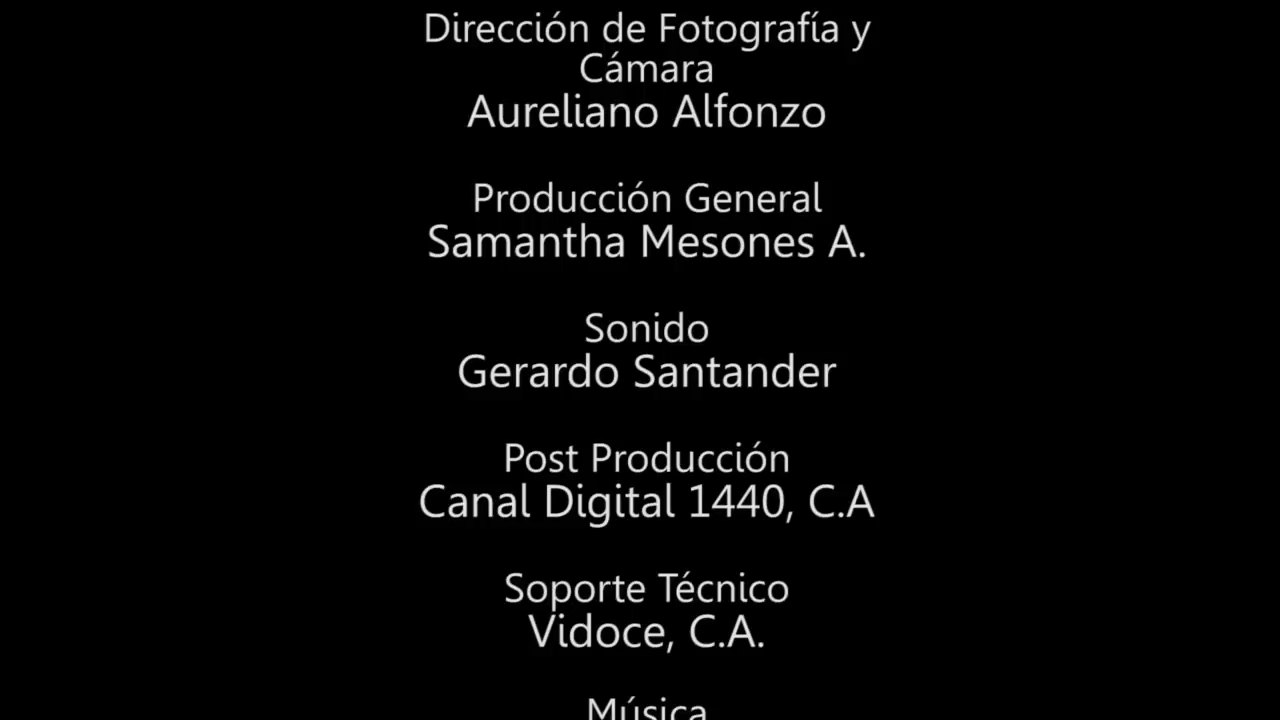 Dirección de Fotografía y
Cámara
Aureliano Alfonzo
Producción General
Samantha Mesones A.
Sonido
Gerardo Santander
Post Producción
Canal Digital 1440, C.A
Soporte Técnico
Vidoce, C.A.
Música